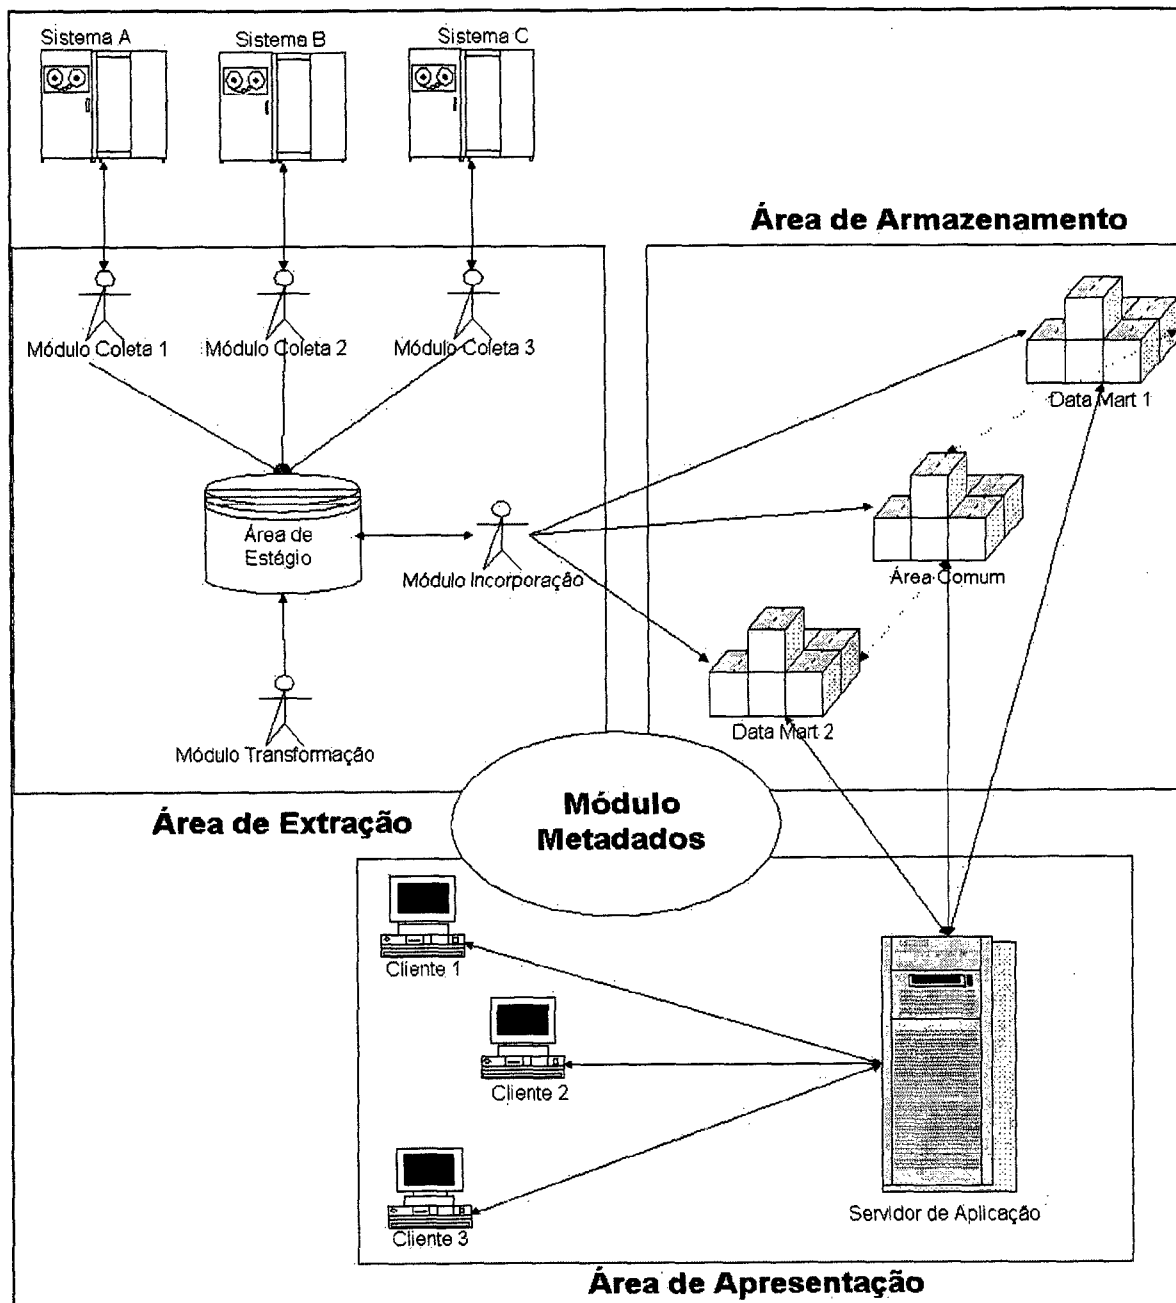 Sistema A
Sistema B
Sistema C
Área de Armazenamento
Módulo Coleta 1
Módulo Coleta 2
Módulo Coleta 3
Data Mart 1
Área de
Estágio
Módulo Incorporação
Área Comum
Data Mart 2
Módulo Transformação
Área de Extração
Módulo
Metadados
Cliente 1
Cliente 2
Cliente 3
Servidor de Aplicação
Área de Apresentação